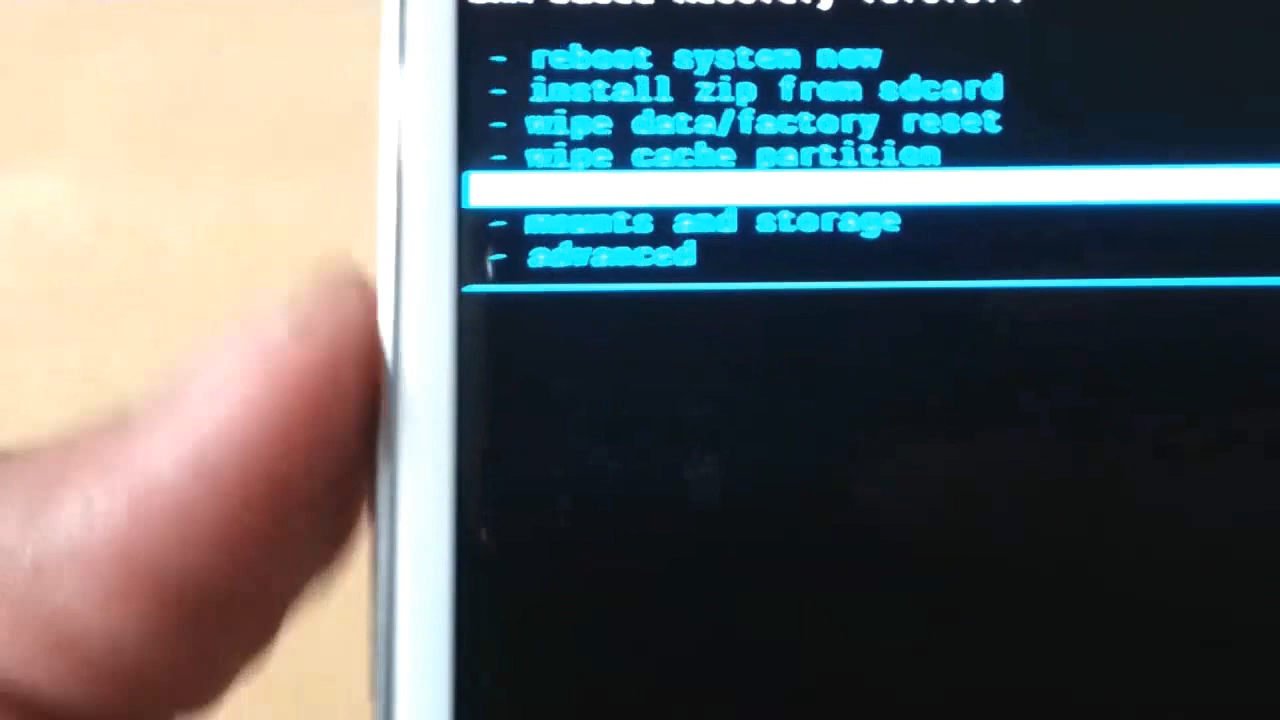 - reboot system now
- install zip from sdcard
- wipe data/factory reset
- wipe cache partition
- mounts and storage
- advanced